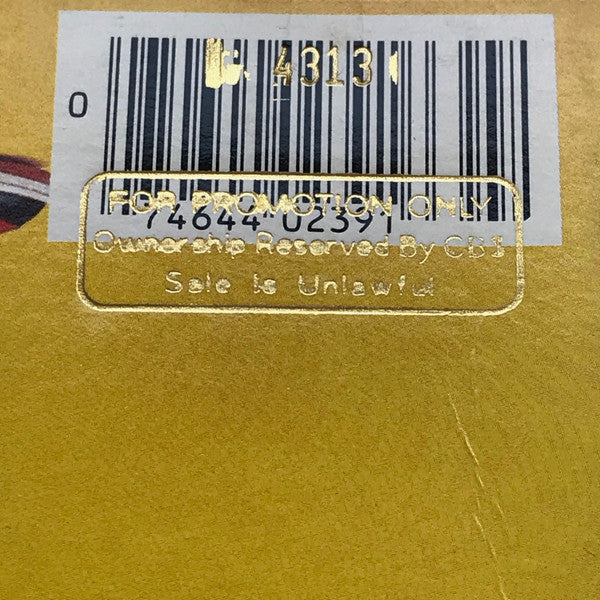 4313
0
74644 02391
FOR PROMOTION ONLY
Ownership Reserved By CBS
Sale is Unlawful